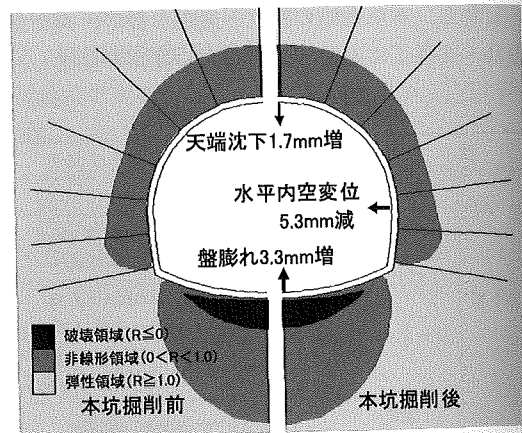 天端沈下1.7mm増
水平内空変位
5.3mm減
盤膨れ3.3mm増
破壊領域(R≦0)
非線形領域(0<R<1.0)
弾性領域(R≧1.0)
本坑掘削前
本坑掘削後